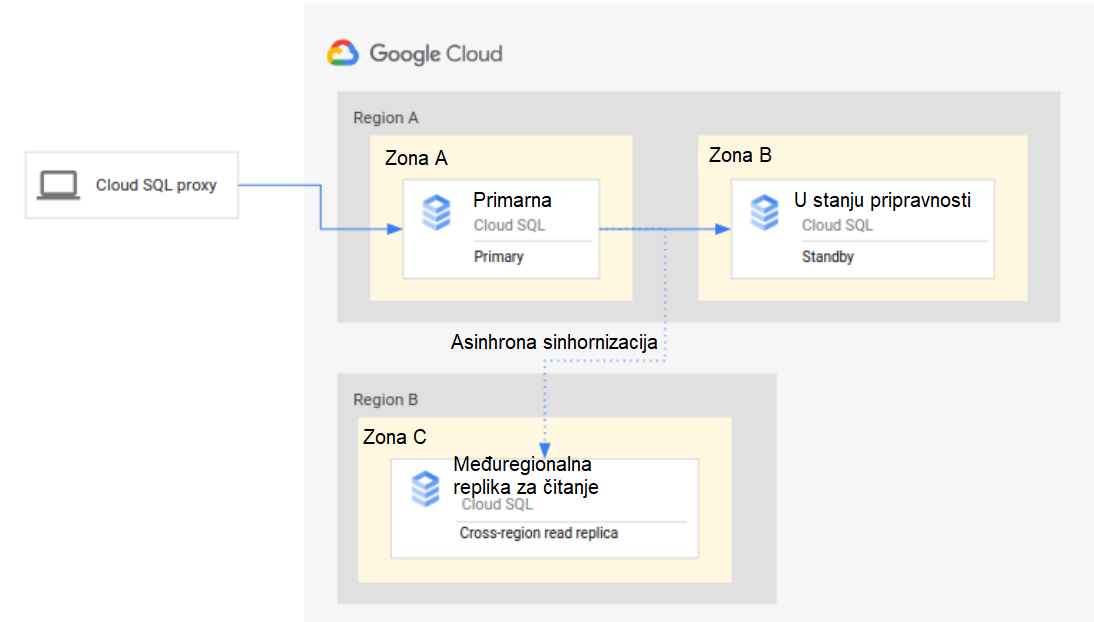 Google Cloud
Region A
Zona A
Zona B
Cloud SQL proxy
Primarna
Cloud SQL
Primary
U stanju pripravnosti
Cloud SQL
Standby
Asinhrona sinhornizacija
Region B
Zona C
Međuregionalna
replika za čitanje
Cloud SQL
Cross-region read replica